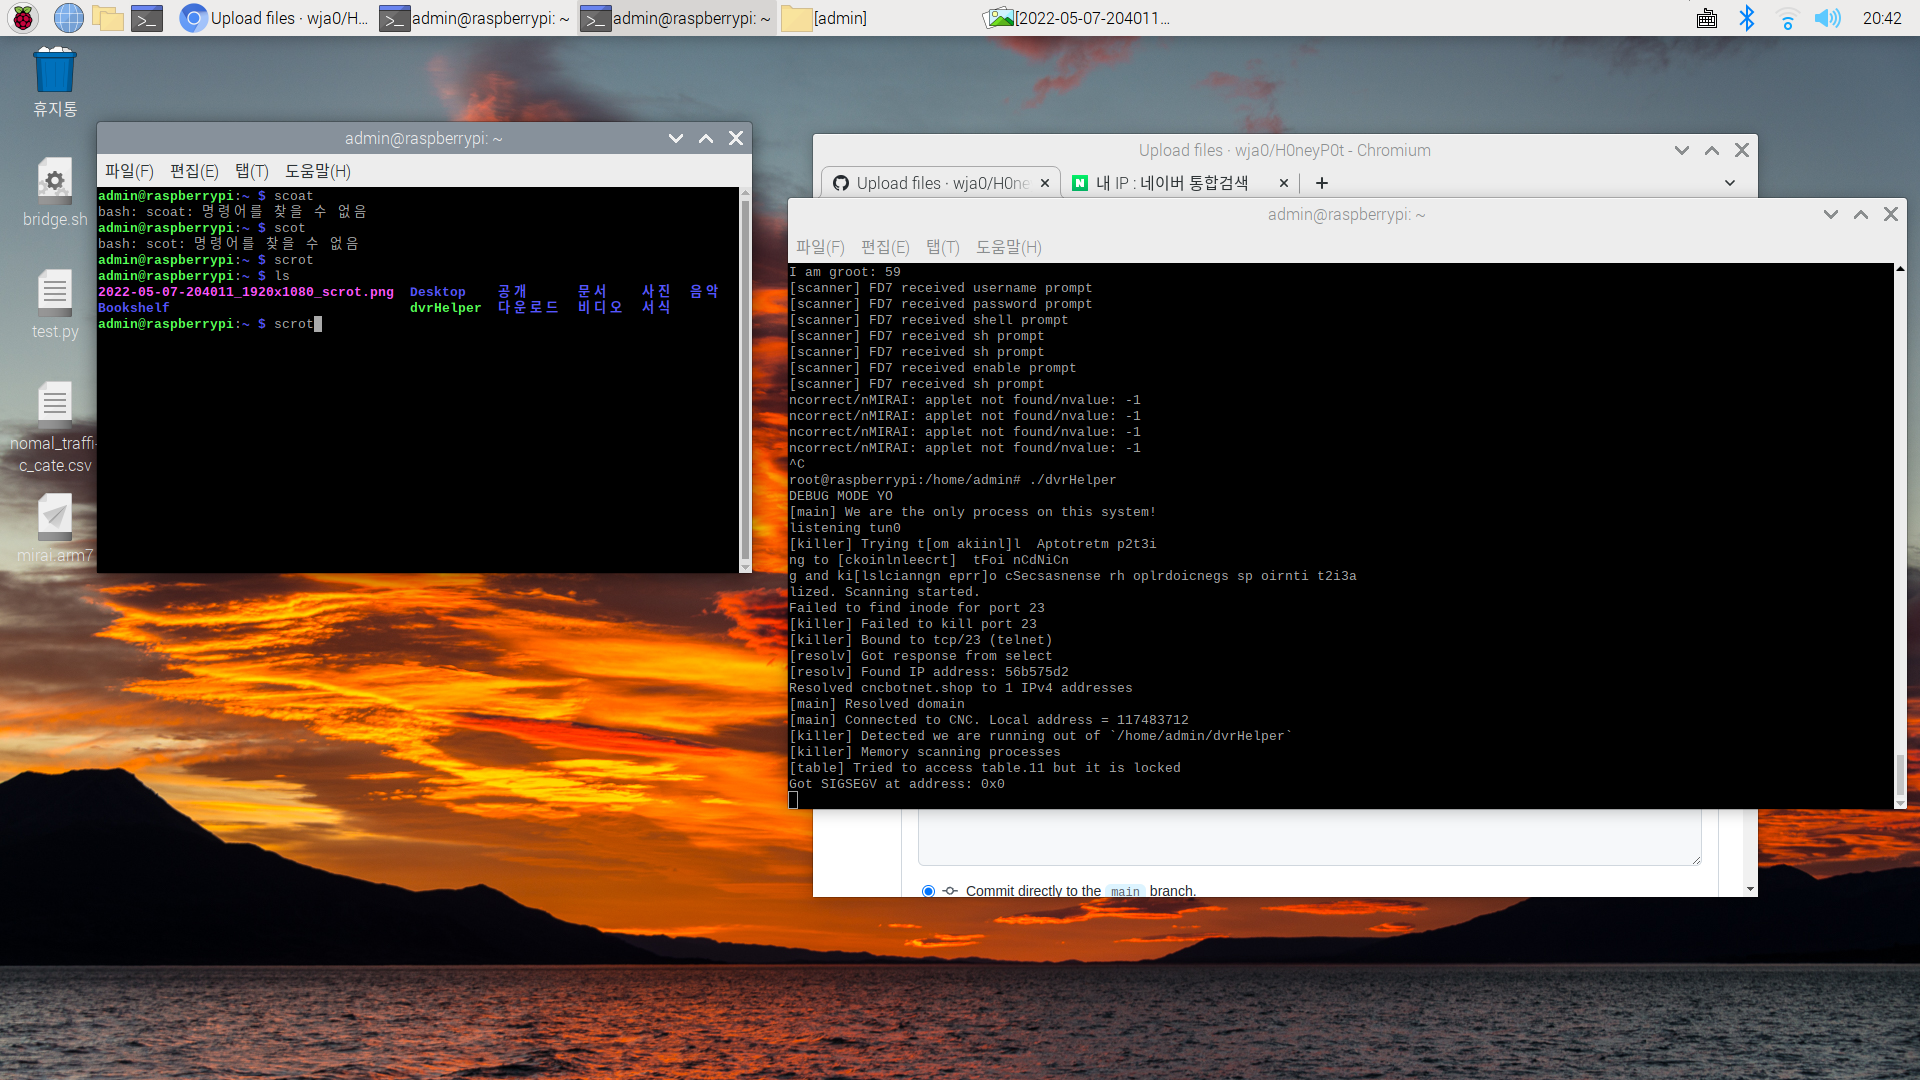 Upload files · wja0/H...
admin@raspberrypi: ~
admin@raspberrypi: ~
[admin]
[2022-05-07-204011...
20:42
휴지통
bridge.sh
test.py
nomal_traffi
c_cate.csv
mirai.arm7
admin@raspberrypi: ~
파일(F) 편집(E) 탭(T) 도움말(H)
admin@raspberrypi:~ $ scoat
bash: scoat: 명령어를 찾을 수 없음
admin@raspberrypi:~ $ scot
bash: scot: 명령어를 찾을 수 없음
admin@raspberrypi:~ $ scrot
admin@raspberrypi:~ $ ls
2022-05-07-204011_1920x1080_scrot.png Desktop 공개 문서 사진 음악
Bookshelf dvrHelper 다운로드 비디오 서식
admin@raspberrypi:~ $ scrot
Upload files · wja0/H0neyP0t - Chromium
Upload files · wja0/H0ne
내 IP : 네이버 통합검색
admin@raspberrypi: ~
파일(F) 편집(E) 탭(T) 도움말(H)
I am groot: 59
[scanner] FD7 received username prompt
[scanner] FD7 received password prompt
[scanner] FD7 received shell prompt
[scanner] FD7 received sh prompt
[scanner] FD7 received sh prompt
[scanner] FD7 received enable prompt
[scanner] FD7 received sh prompt
ncorrect/nMIRAI: applet not found/nvalue: -1
ncorrect/nMIRAI: applet not found/nvalue: -1
ncorrect/nMIRAI: applet not found/nvalue: -1
ncorrect/nMIRAI: applet not found/nvalue: -1
^C
root@raspberrypi:/home/admin# ./dvrHelper
DEBUG MODE YO
[main] We are the only process on this system!
listening tun0
[killer] Trying t[om akiinl]l  Aptotretm p2t3i
ng to [ckoinlnleecrt]  tFoi nCdNiCn
g and ki[lslcianngn eprr]o cSecsasnense rh oplrdoicnegs sp oirnti t2i3a
lized. Scanning started.
Failed to find inode for port 23
[killer] Failed to kill port 23
[killer] Bound to tcp/23 (telnet)
[resolv] Got response from select
[resolv] Found IP address: 56b575d2
Resolved cncbotnet.shop to 1 IPv4 addresses
[main] Resolved domain
[main] Connected to CNC. Local address = 117483712
[killer] Detected we are running out of `/home/admin/dvrHelper`
[killer] Memory scanning processes
[table] Tried to access table.11 but it is locked
Got SIGSEGV at address: 0x0
Commit directly to the main branch.